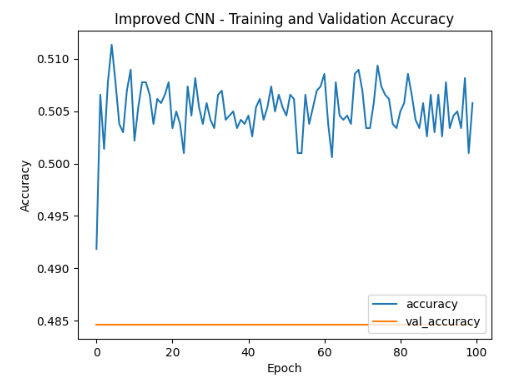 Improved CNN - Training and Validation Accuracy
0.510
0.505
0.500
0.495
0.490
0.485
Accuracy
0 20 40 60 80 100
Epoch
accuracy
val_accuracy